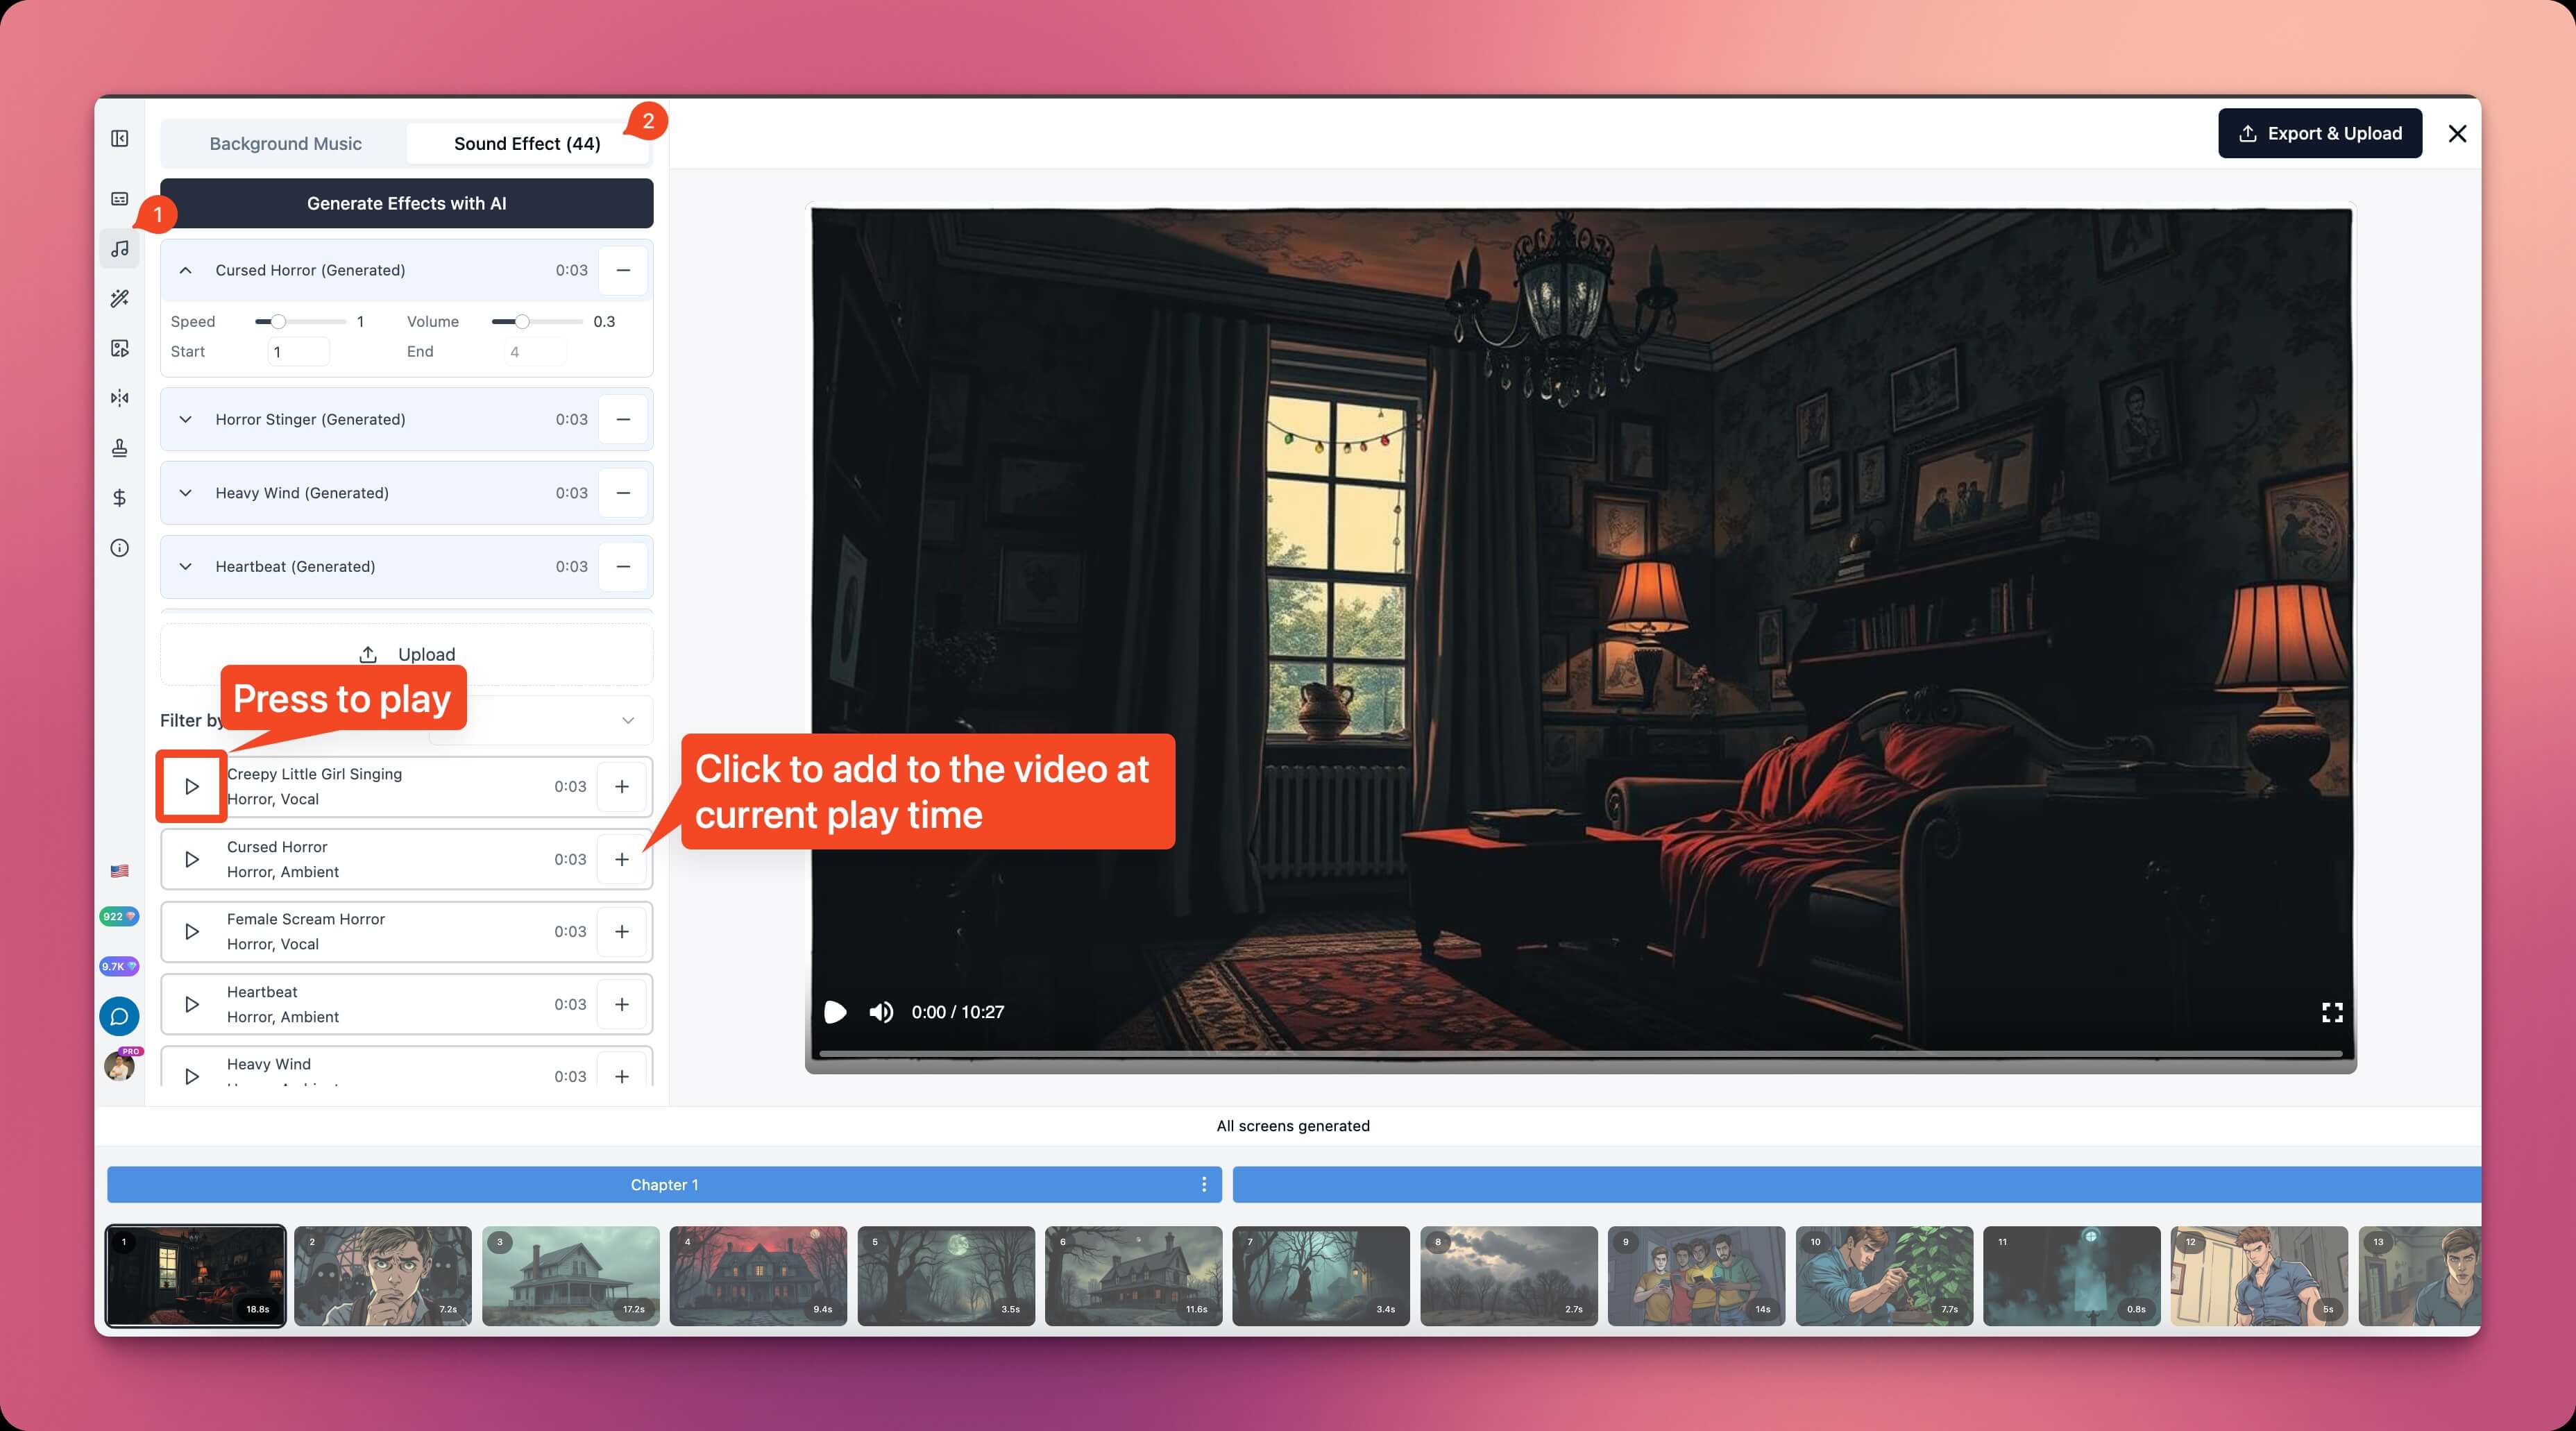 Background Music
Sound Effect (44)
2
Export & Upload
Generate Effects with AI
1
Cursed Horror (Generated)
0:03
Speed
1
Volume
0.3
Start
1
End
4
Horror Stinger (Generated)
0:03
Heavy Wind (Generated)
0:03
Heartbeat (Generated)
0:03
Upload
Press to play
Filter by
Creepy Little Girl Singing
Horror, Vocal
0:03
Click to add to the video at
current play time
Cursed Horror
Horror, Ambient
0:03
Female Scream Horror
Horror, Vocal
0:03
Heartbeat
Horror, Ambient
0:03
Heavy Wind
0:03
922
9.7K
PRO
0:00 / 10:27
All screens generated
Chapter 1
1
18.8s
2
7.2s
3
17.2s
4
9.4s
5
3.5s
6
11.6s
7
3.4s
8
2.7s
9
14s
10
7.7s
11
0.8s
12
5s
13